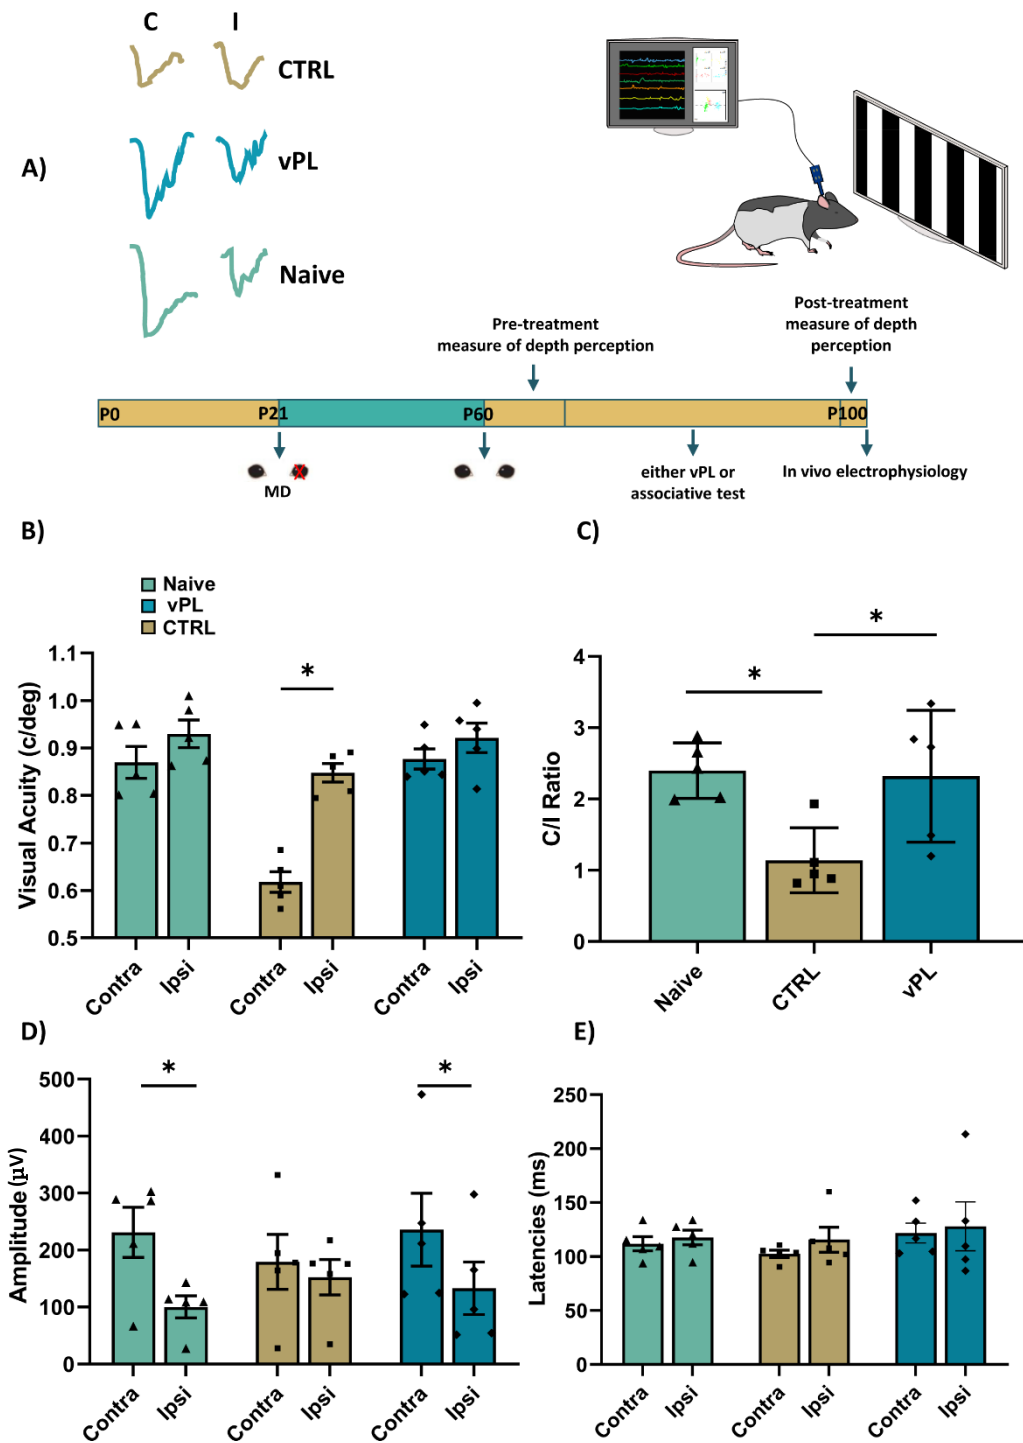 C I
CTRL
A)
vPL
Naive
Pre-treatment
measure of depth perception
Post-treatment
measure of depth
perception
P0 P21 P60 P100
MD
either vPL or
associative test
In vivo electrophysiology
B)
Naive
vPL
CTRL
Visual Acuity (c/deg)
1.1
1.0
0.9
0.8
0.7
0.6
0.5
*
Contra Ipsi Contra Ipsi Contra Ipsi
C)
C/I Ratio
4
3
2
1
0
*
*
Naive CTRL vPL
D)
Amplitude (µV)
500
400
300
200
100
0
*
*
Contra Ipsi Contra Ipsi Contra Ipsi
E)
Latencies (ms)
250
200
150
100
50
0
Contra Ipsi Contra Ipsi Contra Ipsi